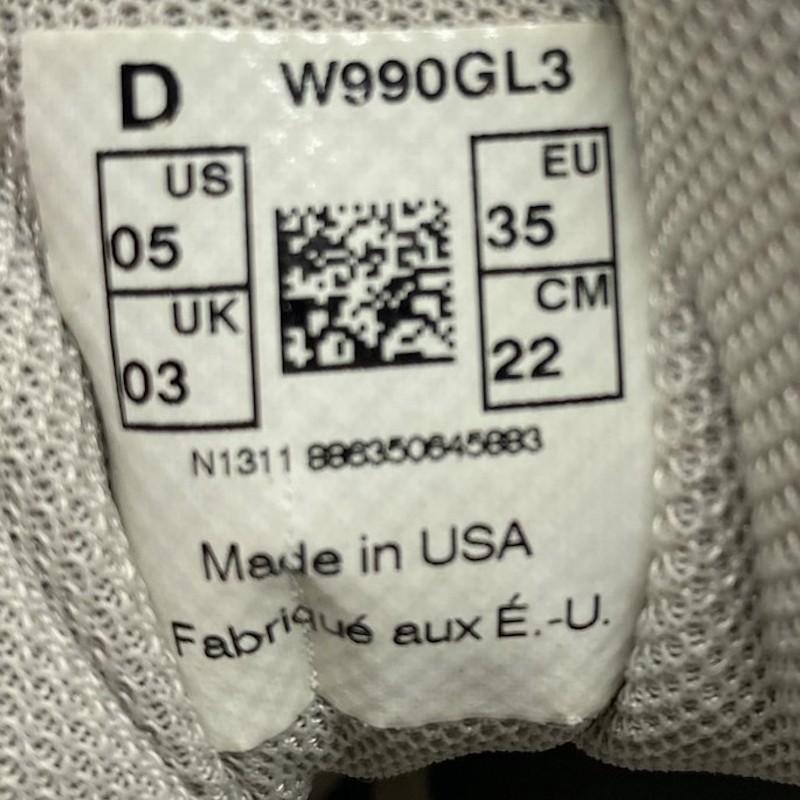 D W990GL3
US EU
05 35
UK CM
03 22
N1311 886350645883
Made in USA
Fabriqué aux É.-U.